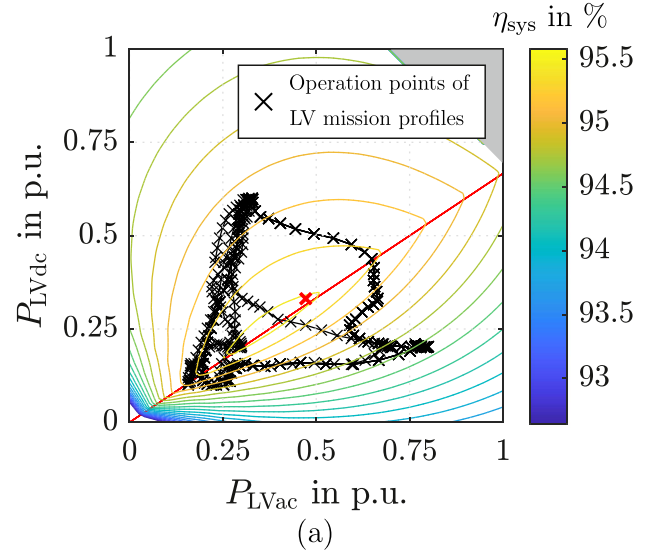 η_sys in %
1
0.75
0.5
0.25
0
P_LVdc in p.u.
Operation points of
LV mission profiles
95.5
95
94.5
94
93.5
93
0 0.25 0.5 0.75 1
P_LVac in p.u.
(a)